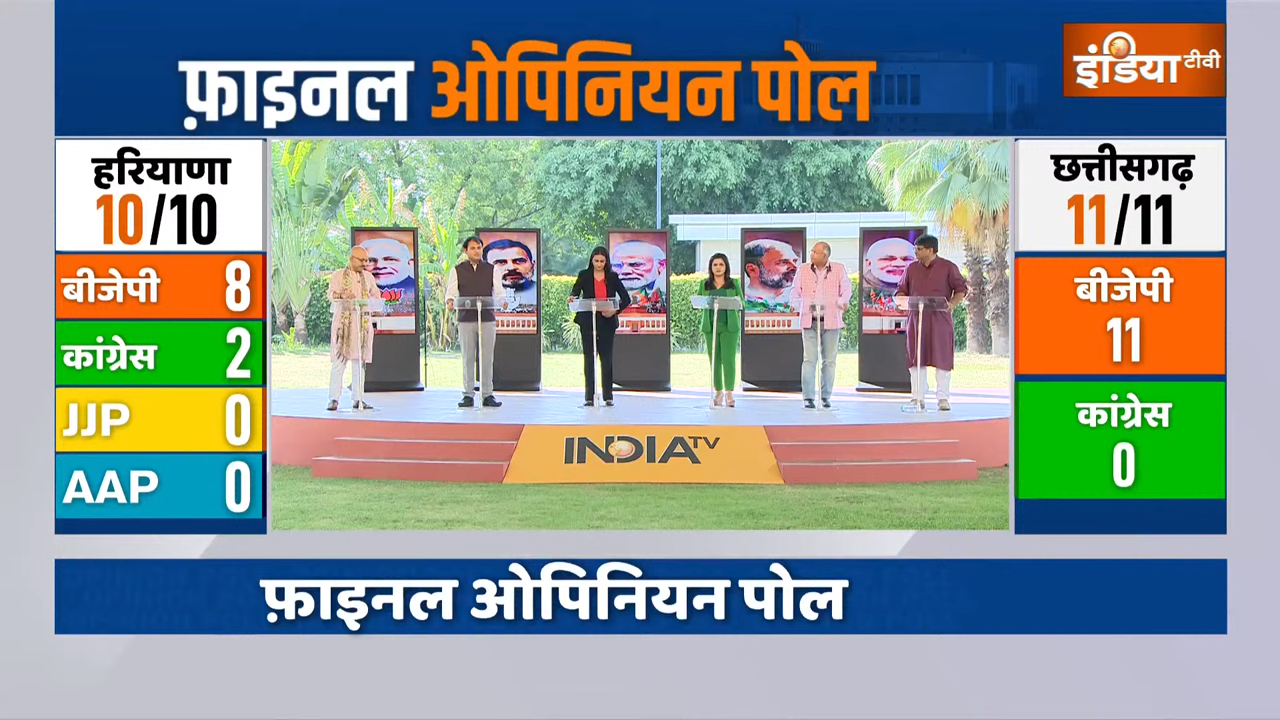 फ़ाइनल ओपिनियन पोल
इंडिया टीवी
हरियाणा
10/10
बीजेपी 8
कांग्रेस 2
JJP 0
AAP 0
INDIA TV
छत्तीसगढ़
11/11
बीजेपी
11
कांग्रेस
0
फ़ाइनल ओपिनियन पोल